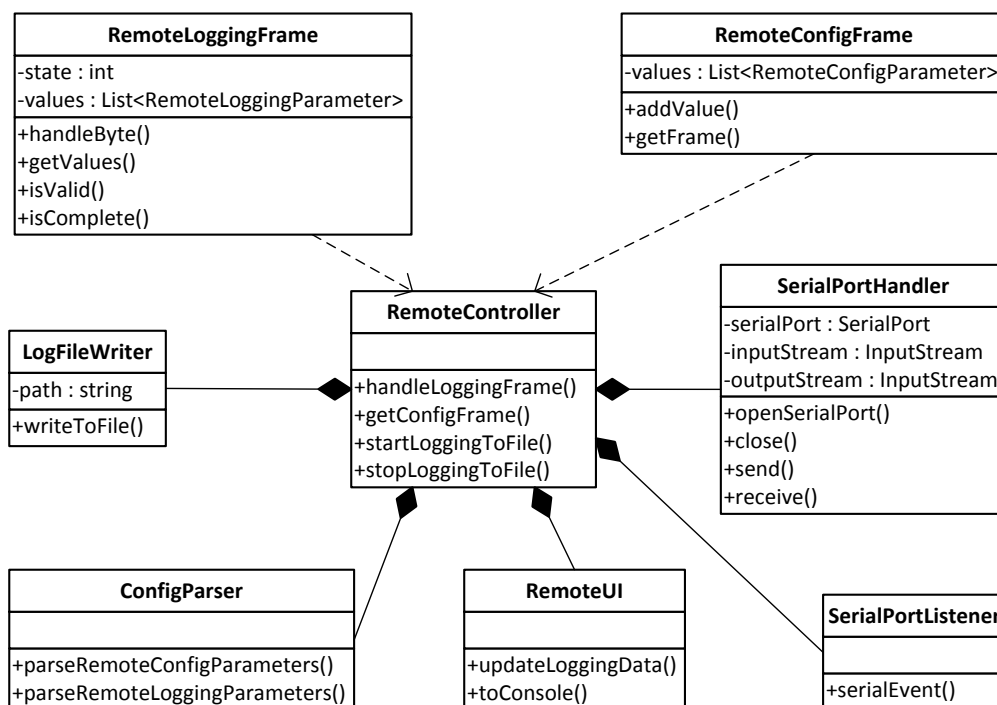 RemoteLoggingFrame
-state : int
-values : List<RemoteLoggingParameter>
+handleByte()
+getValues()
+isValid()
+isComplete()
RemoteConfigFrame
-values : List<RemoteConfigParameter>
+addValue()
+getFrame()
RemoteController
+handleLoggingFrame()
+getConfigFrame()
+startLoggingToFile()
+stopLoggingToFile()
SerialPortHandler
-serialPort : SerialPort
-inputStream : InputStream
-outputStream : InputStream
+openSerialPort()
+close()
+send()
+receive()
LogFileWriter
-path : string
+writeToFile()
ConfigParser
+parseRemoteConfigParameters()
+parseRemoteLoggingParameters()
RemoteUI
+updateLoggingData()
+toConsole()
SerialPortListener
+serialEvent()